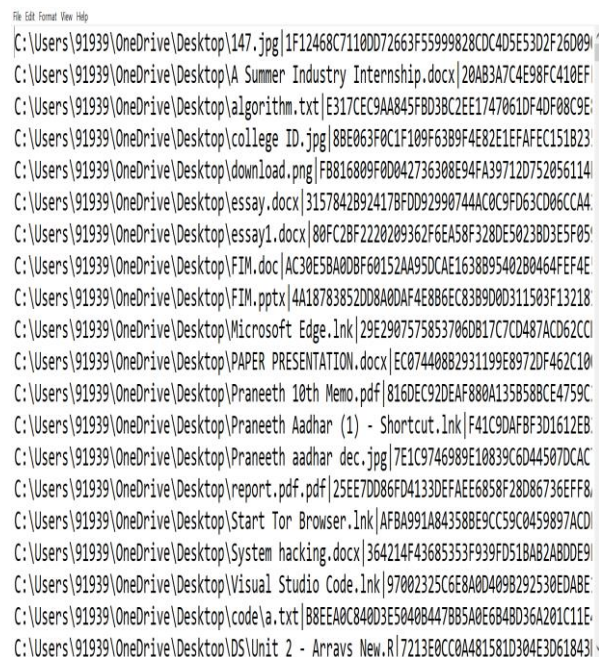 File Edit Format View Help
C:\Users\91939\OneDrive\Desktop\147.jpg|1F12468C7110DD72663F55999828CDC4D5E53D2F26D09
C:\Users\91939\OneDrive\Desktop\A Summer Industry Internship.docx|20AB3A7C4E98FC410EF
C:\Users\91939\OneDrive\Desktop\algorithm.txt|E317CEC9AA845FBD3BC2EE1747061DF4DF08C9E
C:\Users\91939\OneDrive\Desktop\college ID.jpg|8BE063F0C1F109F63B9F4E82E1EFAFEC151B23
C:\Users\91939\OneDrive\Desktop\download.png|FB816809F0D042736308E94FA39712D752056114
C:\Users\91939\OneDrive\Desktop\essay.docx|3157842B92417BFDD92990744AC0C9FD63CD06CCA4
C:\Users\91939\OneDrive\Desktop\essay1.docx|80FC2BF2220209362F6EA58F328DE5023BD3E5F05
C:\Users\91939\OneDrive\Desktop\FIM.doc|AC30E5BA0DBF60152AA95DCAE1638B95402B0464FEF4E
C:\Users\91939\OneDrive\Desktop\FIM.pptx|4A18783852DD8A0DAF4E8B6EC83B9D0D311503F13218
C:\Users\91939\OneDrive\Desktop\Microsoft Edge.lnk|29E2907575853706DB17C7CD487ACD62CC
C:\Users\91939\OneDrive\Desktop\PAPER PRESENTATION.docx|EC074408B2931199E8972DF462C10
C:\Users\91939\OneDrive\Desktop\Praneeth 10th Memo.pdf|816DEC92DEAF880A135B58BCE4759C
C:\Users\91939\OneDrive\Desktop\Praneeth Aadhar (1) - Shortcut.lnk|F41C9DAFBF3D1612EB
C:\Users\91939\OneDrive\Desktop\Praneeth aadhar dec.jpg|7E1C9746989E10839C6D44507DCAC
C:\Users\91939\OneDrive\Desktop\report.pdf.pdf|25EE7DD86FD4133DEFAEE6858F28D86736EFF8
C:\Users\91939\OneDrive\Desktop\Start Tor Browser.lnk|AFBA991A84358BE9CC59C0459897ACD
C:\Users\91939\OneDrive\Desktop\System hacking.docx|364214F43685353F939FD51BAB2ABDDE9
C:\Users\91939\OneDrive\Desktop\Visual Studio Code.lnk|97002325C6E8A0D409B292530EDABE
C:\Users\91939\OneDrive\Desktop\code\a.txt|B8EEA0C840D3E5040B447BB5A0E6B4BD36A201C11E
C:\Users\91939\OneDrive\Desktop\DS\Unit 2 - Arrays New.R|7213E0CC0A481581D304E3D61843